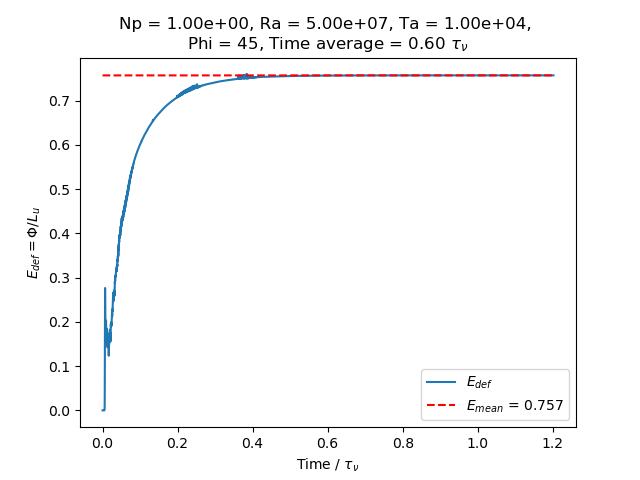 Np = 1.00e+00, Ra = 5.00e+07, Ta = 1.00e+04,
Phi = 45, Time average = 0.60 τν
0.7
0.6
0.5
0.4
0.3
0.2
0.1
0.0
E_def = Φ/L_u
0.0 0.2 0.4 0.6 0.8 1.0 1.2
Time / τν
E_def
E_mean = 0.757